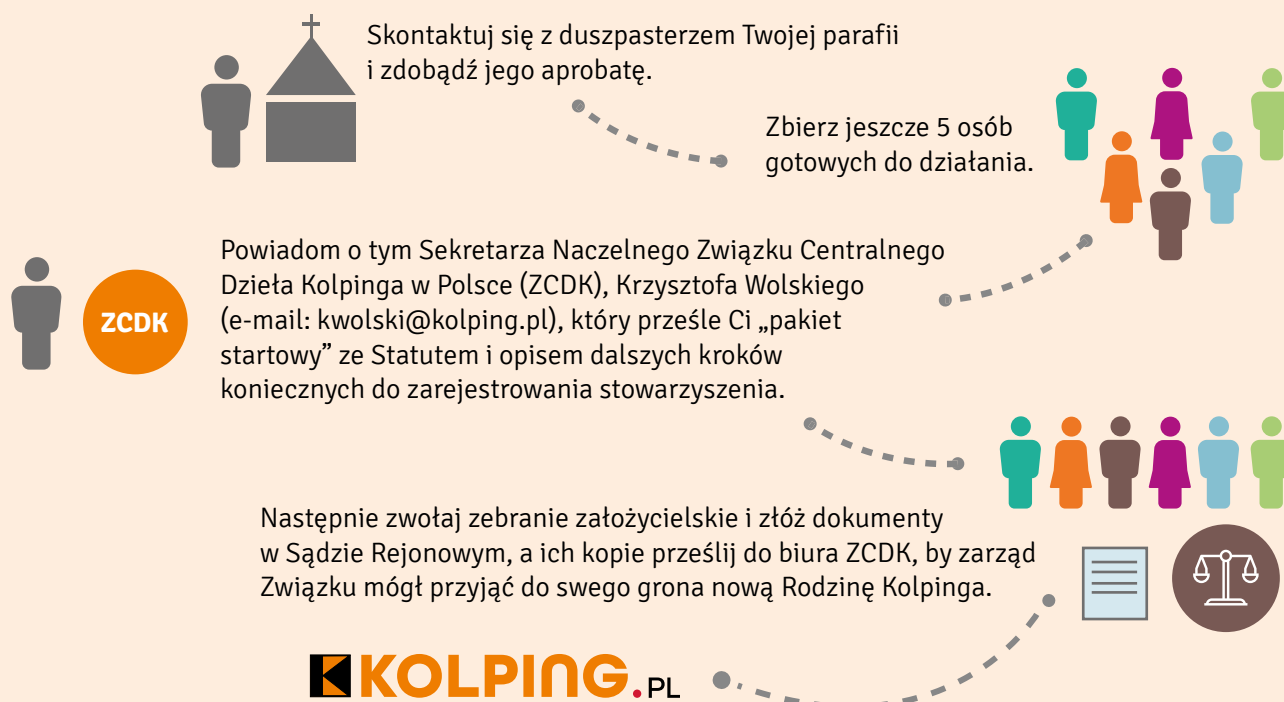 Skontaktuj się z duszpasterzem Twojej parafii
i zdobądź jego aprobatę.
Zbierz jeszcze 5 osób
gotowych do działania.
Powiadom o tym Sekretarza Naczelnego Związku Centralnego
Dzieła Kolpinga w Polsce (ZCDK), Krzysztofa Wolskiego
(e-mail: kwolski@kolping.pl), który prześle Ci „pakiet
startowy” ze Statutem i opisem dalszych kroków
koniecznych do zarejestrowania stowarzyszenia.
ZCDK
Następnie zwołaj zebranie założycielskie i złóż dokumenty
w Sądzie Rejonowym, a ich kopie prześlij do biura ZCDK, by zarząd
Związku mógł przyjąć do swego grona nową Rodzinę Kolpinga.
KOLPING.PL